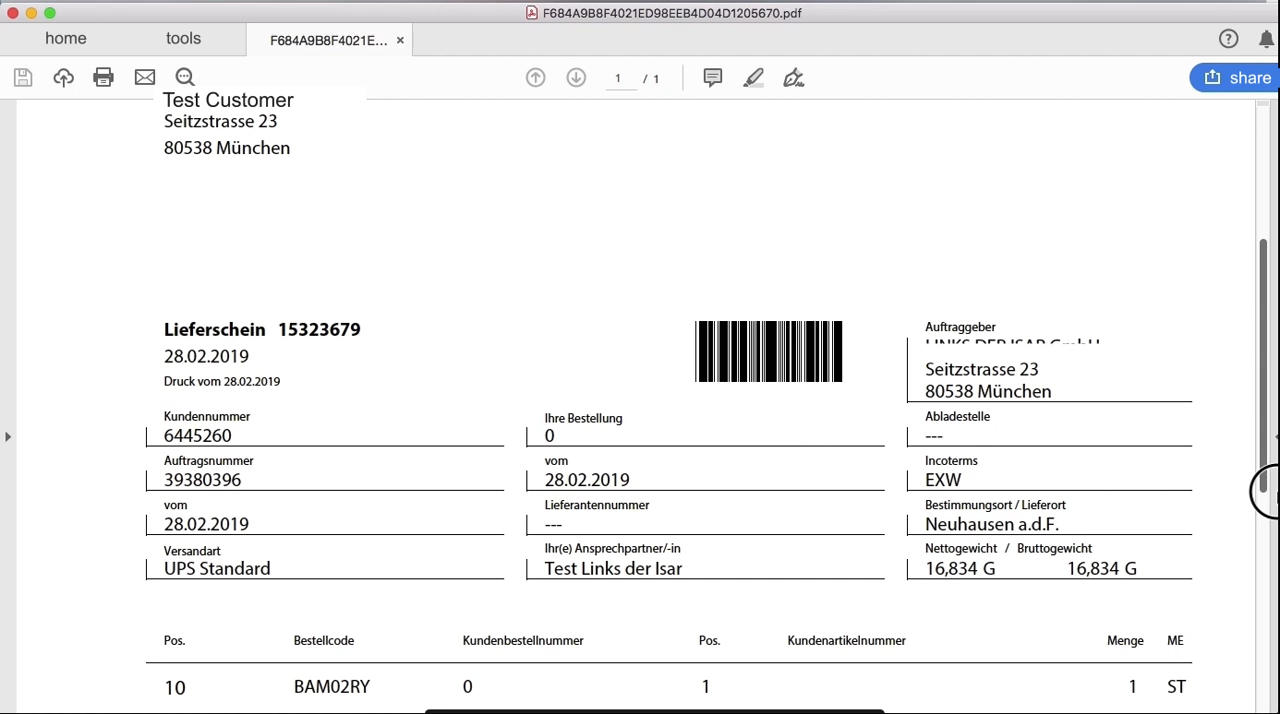 F684A9B8F4021ED98EEB4D04D1205670.pdf
home tools F684A9B8F4021E... ×
1 / 1 share
Test Customer
Seitzstrasse 23
80538 München
Lieferschein 15323679
28.02.2019
Druck vom 28.02.2019
Auftraggeber
LINKS DER ISAR GmbH
Seitzstrasse 23
80538 München
Kundennummer
6445260
Ihre Bestellung
0
Abladestelle
---
Auftragsnummer
39380396
vom
28.02.2019
Incoterms
EXW
vom
28.02.2019
Lieferantennummer
---
Bestimmungsort / Lieferort
Neuhausen a.d.F.
Versandart
UPS Standard
Ihr(e) Ansprechpartner/-in
Test Links der Isar
Nettogewicht / Bruttogewicht
16,834 G 16,834 G
Pos. Bestellcode Kundenbestellnummer Pos. Kundenartikelnummer Menge ME
10 BAM02RY 0 1 1 ST